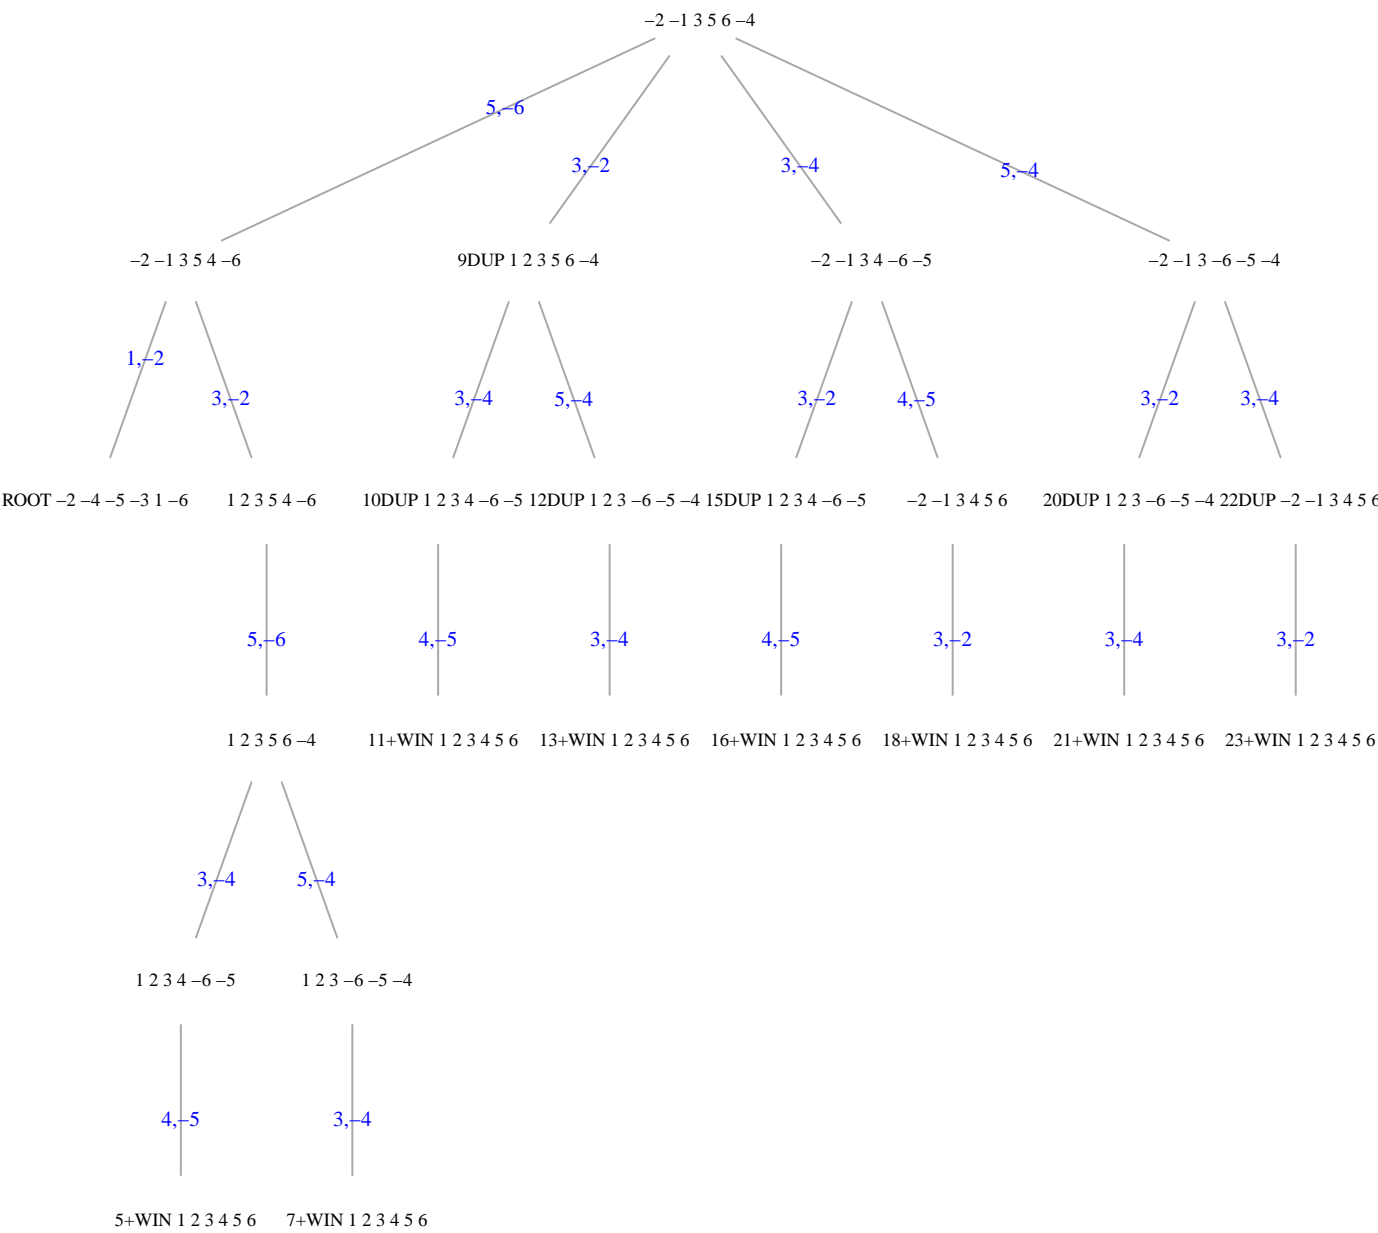 –2 –1 3 5 6 –4
5,–6
3,–2
3,–4
5,–4
–2 –1 3 5 4 –6
9DUP 1 2 3 5 6 –4
–2 –1 3 4 –6 –5
–2 –1 3 –6 –5 –4
1,–2
3,–2
3,–4
5,–4
3,–2
4,–5
3,–2
3,–4
ROOT –2 –4 –5 –3 1 –6
1 2 3 5 4 –6
10DUP 1 2 3 4 –6 –5
12DUP 1 2 3 –6 –5 –4
15DUP 1 2 3 4 –6 –5
–2 –1 3 4 5 6
20DUP 1 2 3 –6 –5 –4
22DUP –2 –1 3 4 5 6
5,–6
4,–5
3,–4
4,–5
3,–2
3,–4
3,–2
1 2 3 5 6 –4
11+WIN 1 2 3 4 5 6
13+WIN 1 2 3 4 5 6
16+WIN 1 2 3 4 5 6
18+WIN 1 2 3 4 5 6
21+WIN 1 2 3 4 5 6
23+WIN 1 2 3 4 5 6
3,–4
5,–4
1 2 3 4 –6 –5
1 2 3 –6 –5 –4
4,–5
3,–4
5+WIN 1 2 3 4 5 6
7+WIN 1 2 3 4 5 6